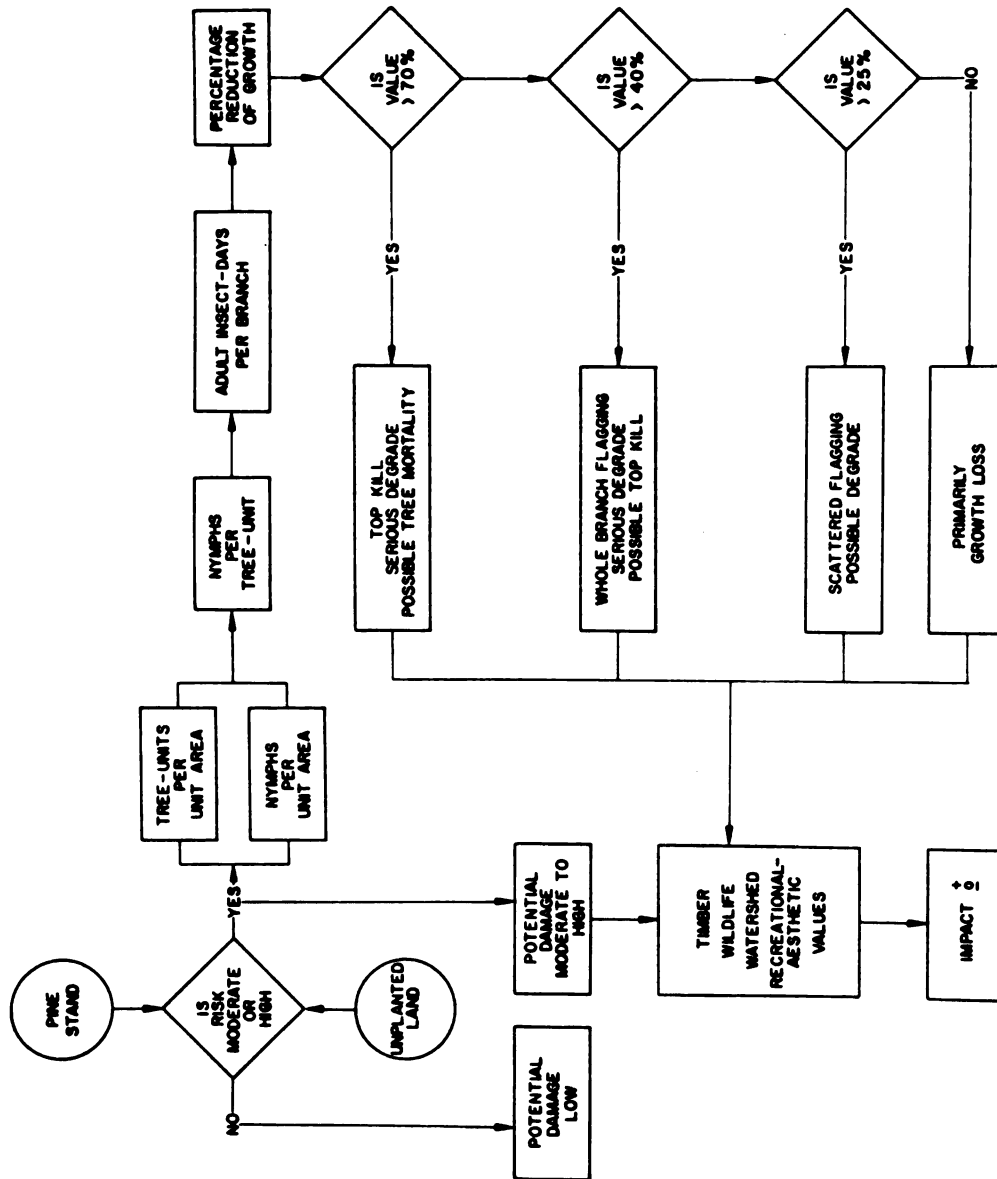 PINE
STAND
IS
RISK
MODERATE
OR
HIGH
UNPLANTED
LAND
NO
YES
POTENTIAL
DAMAGE
LOW
POTENTIAL
DAMAGE
MODERATE TO
HIGH
TREE-UNITS
PER
UNIT AREA
NYMPHS
PER
UNIT AREA
NYMPHS
PER
TREE-UNIT
ADULT INSECT-DAYS
PER BRANCH
PERCENTAGE
REDUCTION
OF GROWTH
IS
VALUE
> 70%
YES
TOP KILL
SERIOUS DEGRADE
POSSIBLE TREE MORTALITY
IS
VALUE
> 40%
YES
WHOLE BRANCH FLAGGING
SERIOUS DEGRADE
POSSIBLE TOP KILL
IS
VALUE
> 25%
YES
SCATTERED FLAGGING
POSSIBLE DEGRADE
NO
PRIMARILY
GROWTH LOSS
TIMBER
WILDLIFE
WATERSHED
RECREATIONAL-
AESTHETIC
VALUES
IMPACT + 0 -